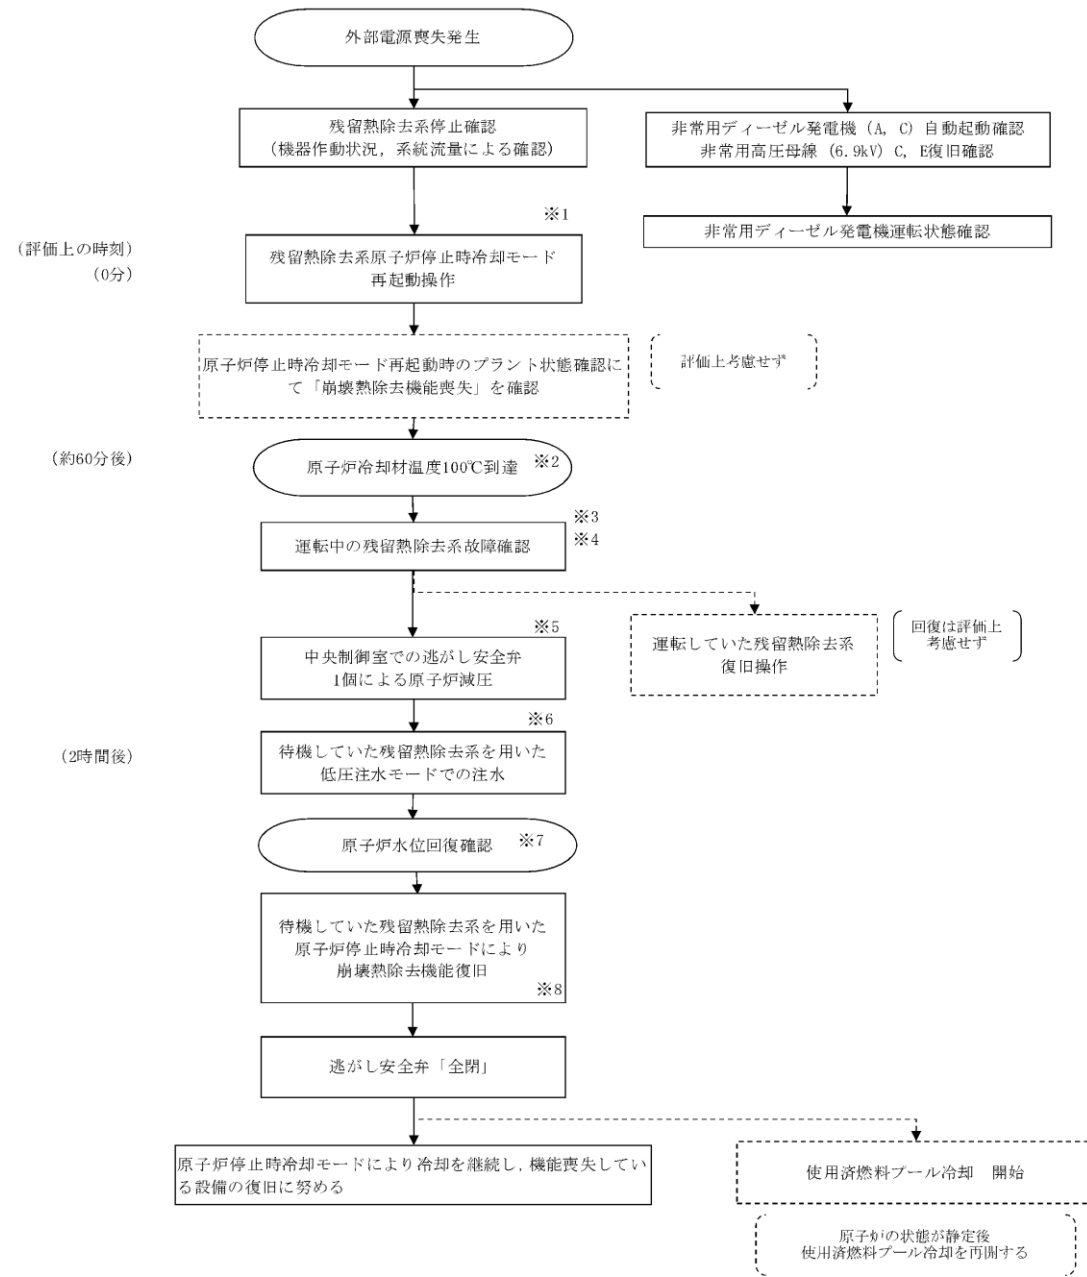 外部電源喪失発生
残留熱除去系停止確認
(機器作動状況, 系統流量による確認)
非常用ディーゼル発電機 (A, C) 自動起動確認
非常用高圧母線 (6.9kV) C, E復旧確認
非常用ディーゼル発電機運転状態確認
※1
(評価上の時刻)
(0分)
残留熱除去系原子炉停止時冷却モード
再起動操作
原子炉停止時冷却モード再起動時のプラント状態確認に
て「崩壊熱除去機能喪失」を確認
評価上考慮せず
(約60分後)
原子炉冷却材温度100℃到達 ※2
※3
※4
運転中の残留熱除去系故障確認
運転していた残留熱除去系
復旧操作
回復は評価上
考慮せず
※5
中央制御室での逃がし安全弁
1個による原子炉減圧
※6
(2時間後)
待機していた残留熱除去系を用いた
低圧注水モードでの注水
原子炉水位回復確認 ※7
待機していた残留熱除去系を用いた
原子炉停止時冷却モードにより
崩壊熱除去機能復旧
※8
逃がし安全弁「全閉」
原子炉停止時冷却モードにより冷却を継続し, 機能喪失してい
る設備の復旧に努める
使用済燃料プール冷却 開始
原子炉の状態が静定後
使用済燃料プール冷却を再開する